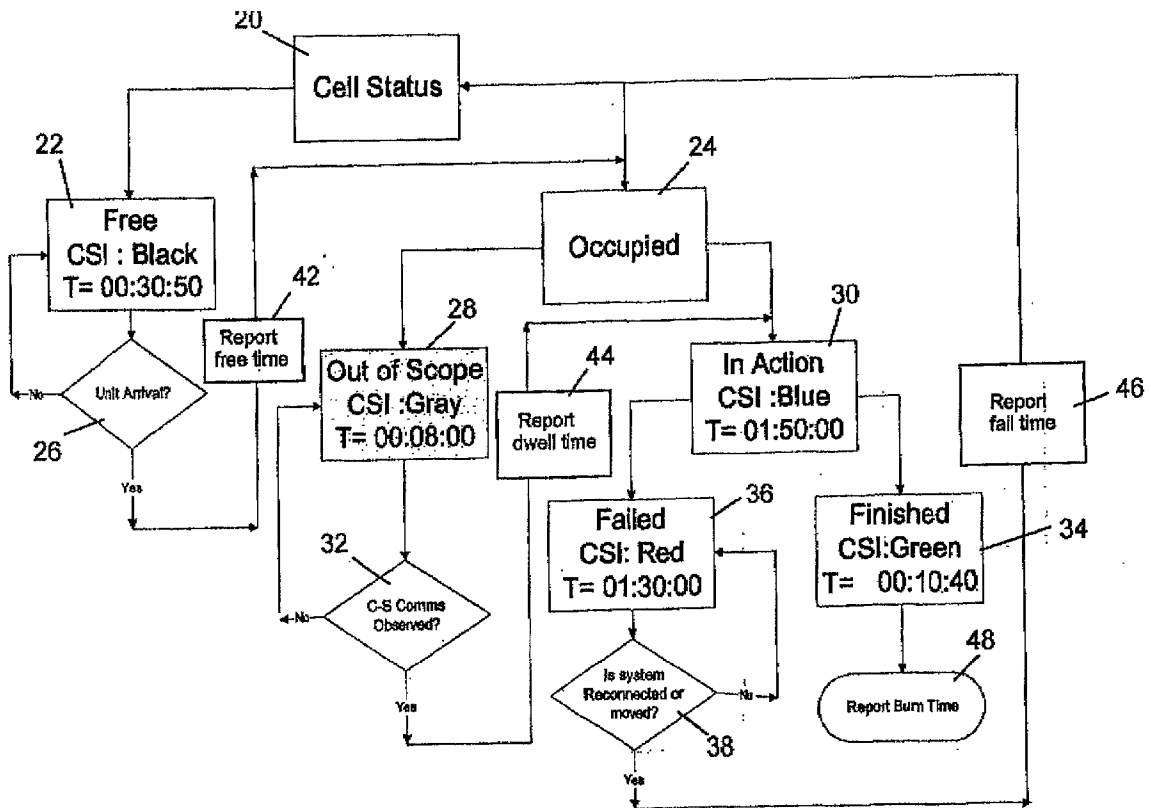 20
Cell Status
22
24
Free
CSI : Black
T= 00:30:50
Occupied
42
Report
free time
28
30
Out of Scope
CSI :Gray
T= 00:08:00
44
Report
dwell time
In Action
CSI :Blue
T= 01:50:00
Report
fail time
46
Unit Arrival?
No
26
Yes
36
Failed
CSI: Red
T= 01:30:00
Finished
CSI:Green
T= 00:10:40
34
32
C-S Comms
Observed?
No
Yes
Is system
Reconnected or
moved?
No
38
Yes
48
Report Burn Time